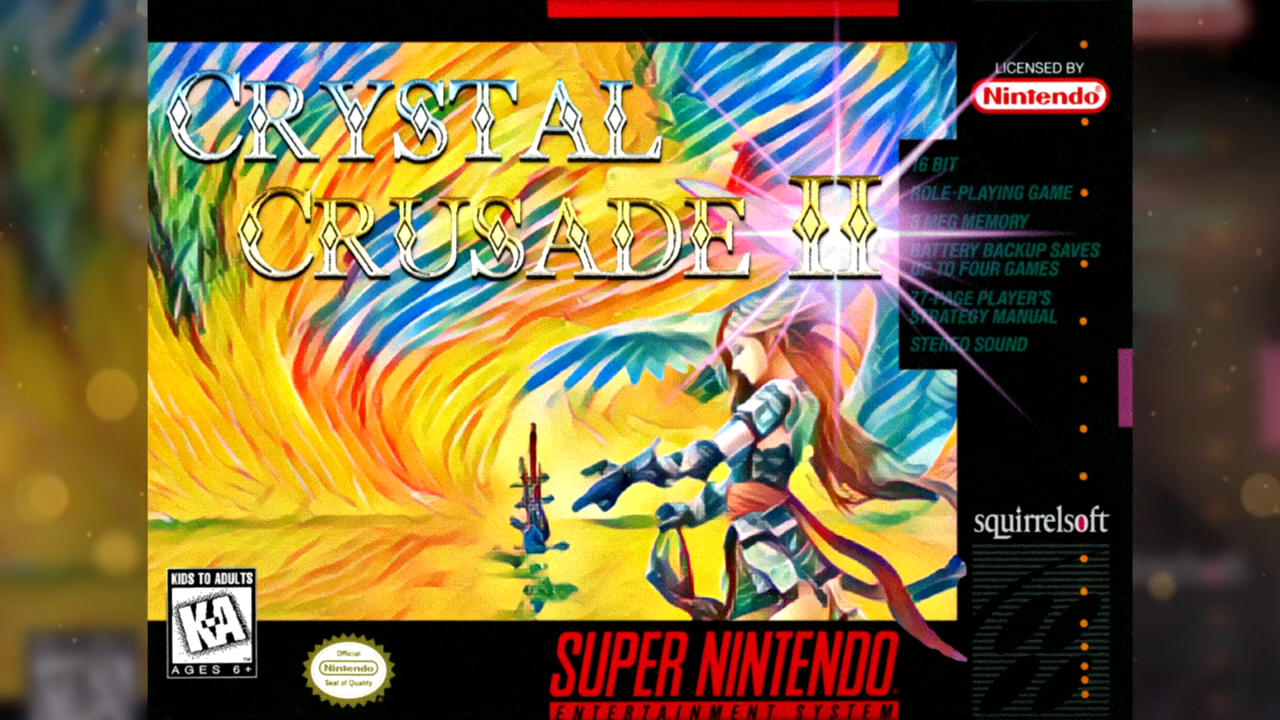 CRYSTAL
CRUSADE II
LICENSED BY
Nintendo®
16 BIT
ROLE-PLAYING GAME
8 MEG MEMORY
BATTERY BACKUP SAVES
UP TO FOUR GAMES
77-PAGE PLAYER'S
STRATEGY MANUAL
STEREO SOUND
squirrelsoft
KIDS TO ADULTS
KA
AGES 6+
Official
Nintendo
Seal of Quality
SUPER NINTENDO
ENTERTAINMENT SYSTEM